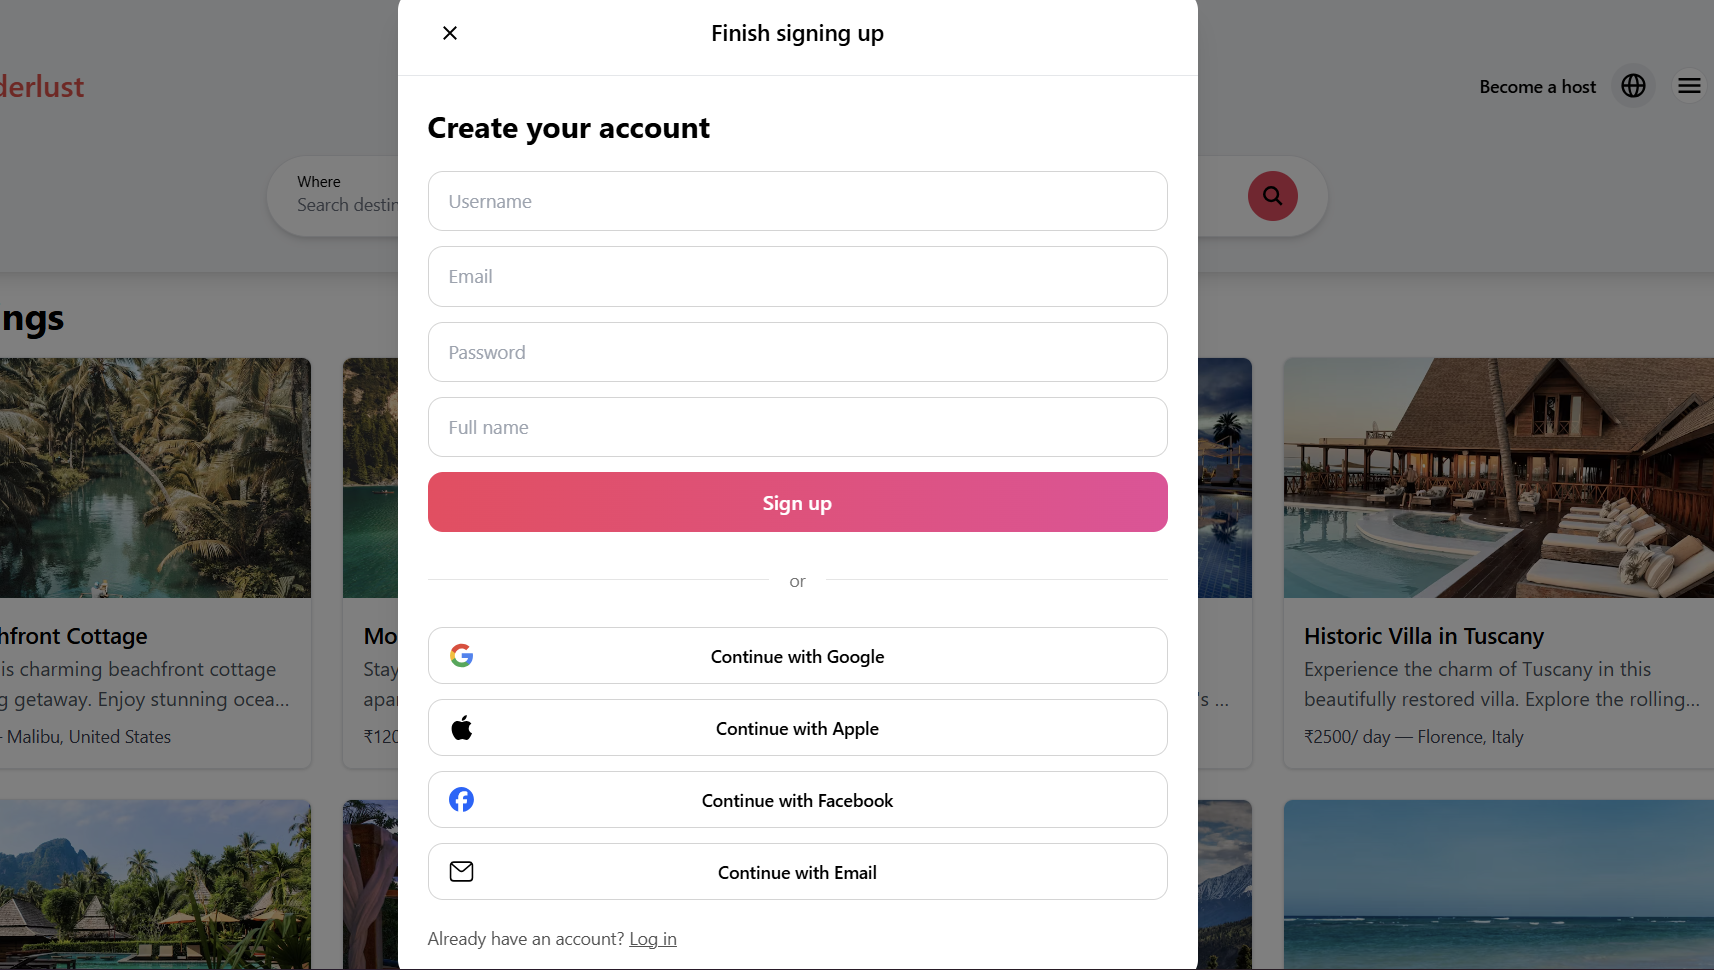 Finish signing up
derlust
Become a host
Create your account
Where
Search destin
Username
Email
Password
Full name
Sign up
or
Continue with Google
Continue with Apple
Continue with Facebook
Continue with Email
Already have an account? Log in
ngs
hfront Cottage
is charming beachfront cottage
g getaway. Enjoy stunning ocea...
- Malibu, United States
Mo
Stay
apar
₹120
's ...
Historic Villa in Tuscany
Experience the charm of Tuscany in this
beautifully restored villa. Explore the rolling...
₹2500/ day — Florence, Italy